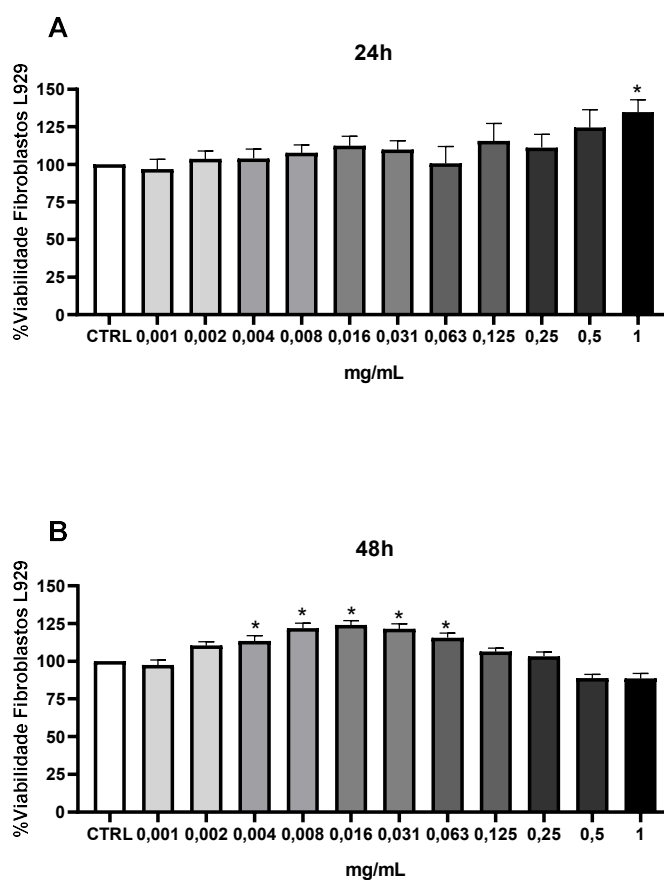 A
24h
%Viabilidade Fibroblastos L929
150
125
100
75
50
25
0
*
CTRL 0,001 0,002 0,004 0,008 0,016 0,031 0,063 0,125 0,25 0,5 1
mg/mL
B
48h
%Viabilidade Fibroblastos L929
150
125
100
75
50
25
0
* * * * *
CTRL 0,001 0,002 0,004 0,008 0,016 0,031 0,063 0,125 0,25 0,5 1
mg/mL